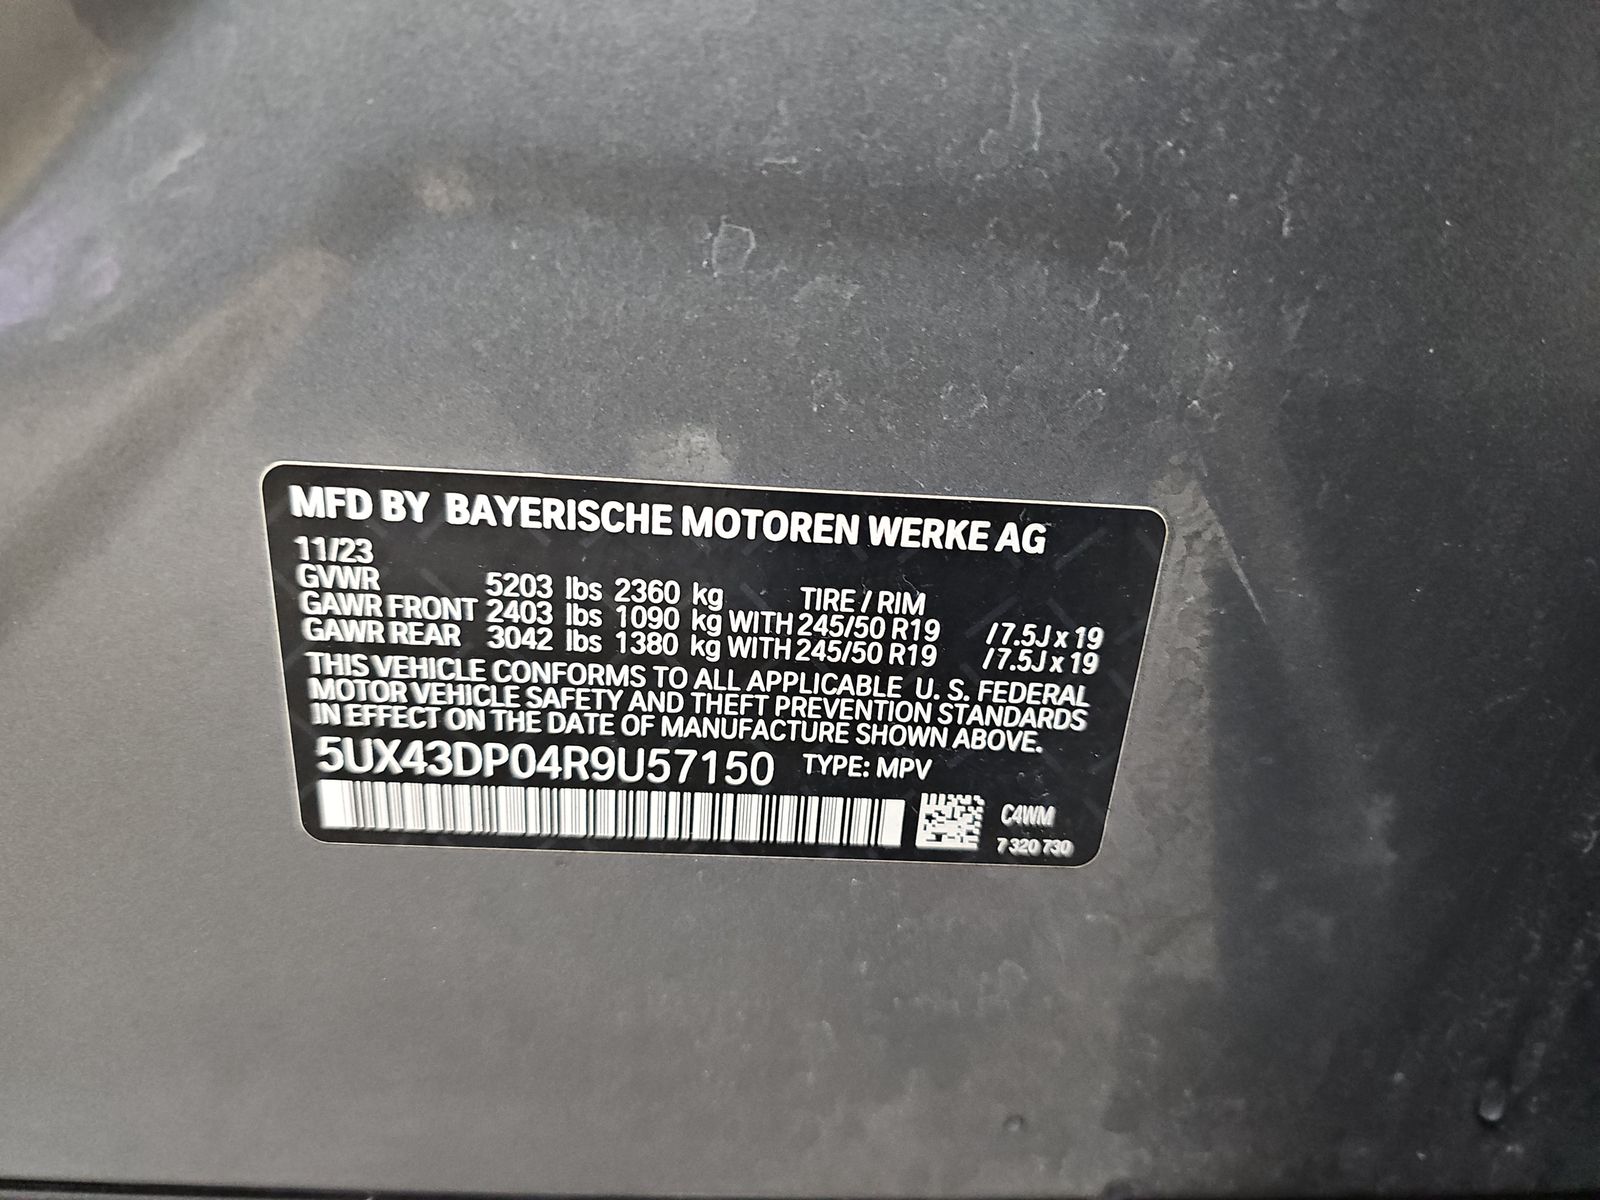 MFD BY BAYERISCHE MOTOREN WERKE AG
11/23
GVWR 5203 lbs 2360 kg TIRE / RIM
GAWR FRONT 2403 lbs 1090 kg WITH 245/50 R19 / 7.5J x 19
GAWR REAR 3042 lbs 1380 kg WITH 245/50 R19 / 7.5J x 19
THIS VEHICLE CONFORMS TO ALL APPLICABLE U. S. FEDERAL
MOTOR VEHICLE SAFETY AND THEFT PREVENTION STANDARDS
IN EFFECT ON THE DATE OF MANUFACTURE SHOWN ABOVE.
5UX43DP04R9U57150 TYPE: MPV
C4WM
7 320 730